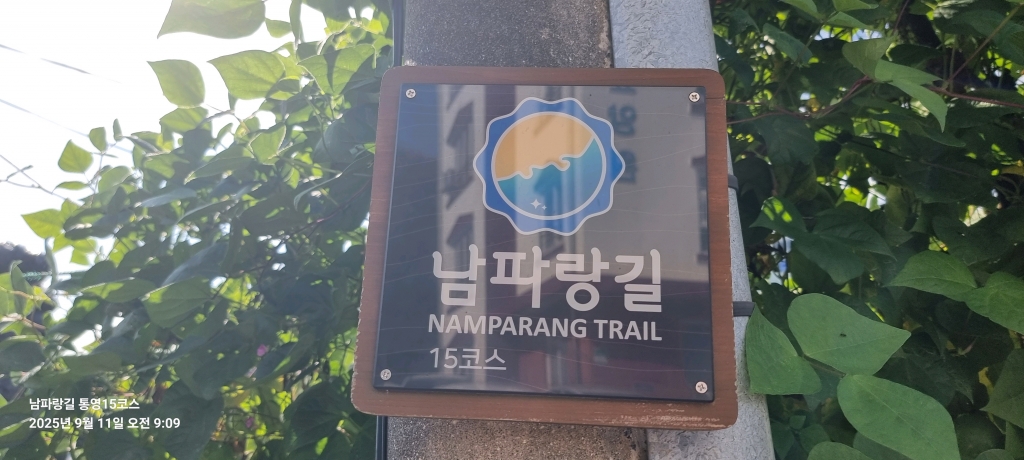 남파랑길
NAMPARANG TRAIL
15코스
남파랑길 통영15코스
2025년 9월 11일 오전 9:09